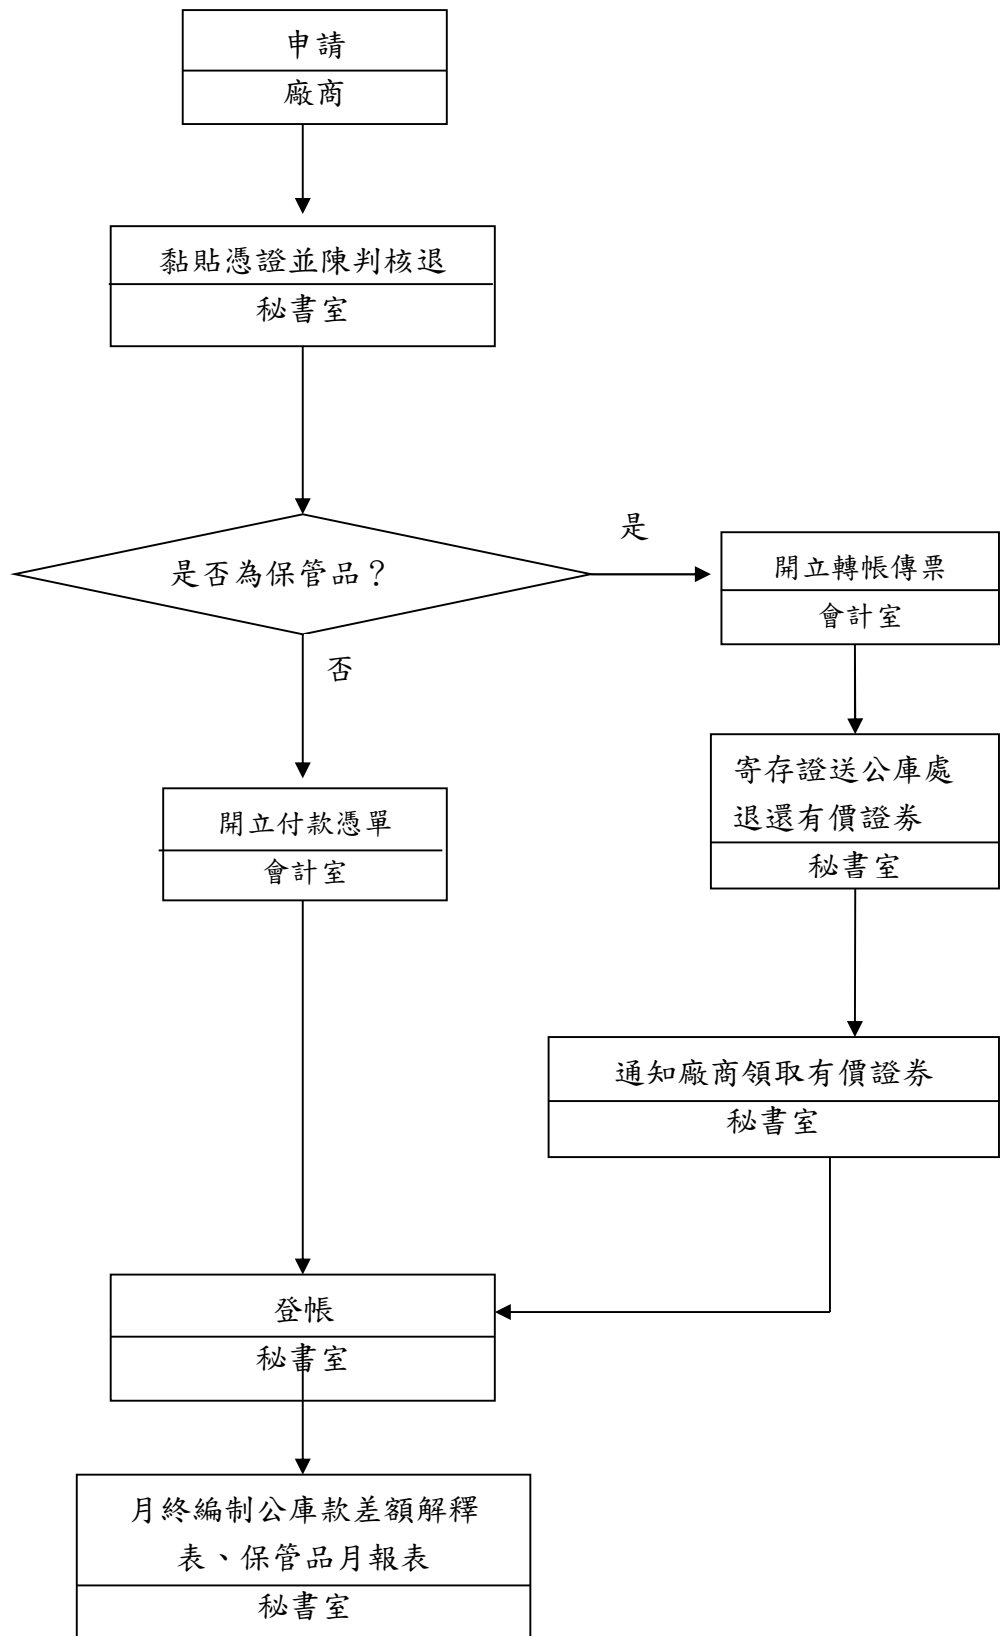 申請
廠商
黏貼憑證並陳判核退
秘書室
是否為保管品？
是
開立轉帳傳票
會計室
否
寄存證送公庫處
退還有價證券
秘書室
開立付款憑單
會計室
通知廠商領取有價證券
秘書室
登帳
秘書室
月終編制公庫款差額解釋
表、保管品月報表
秘書室